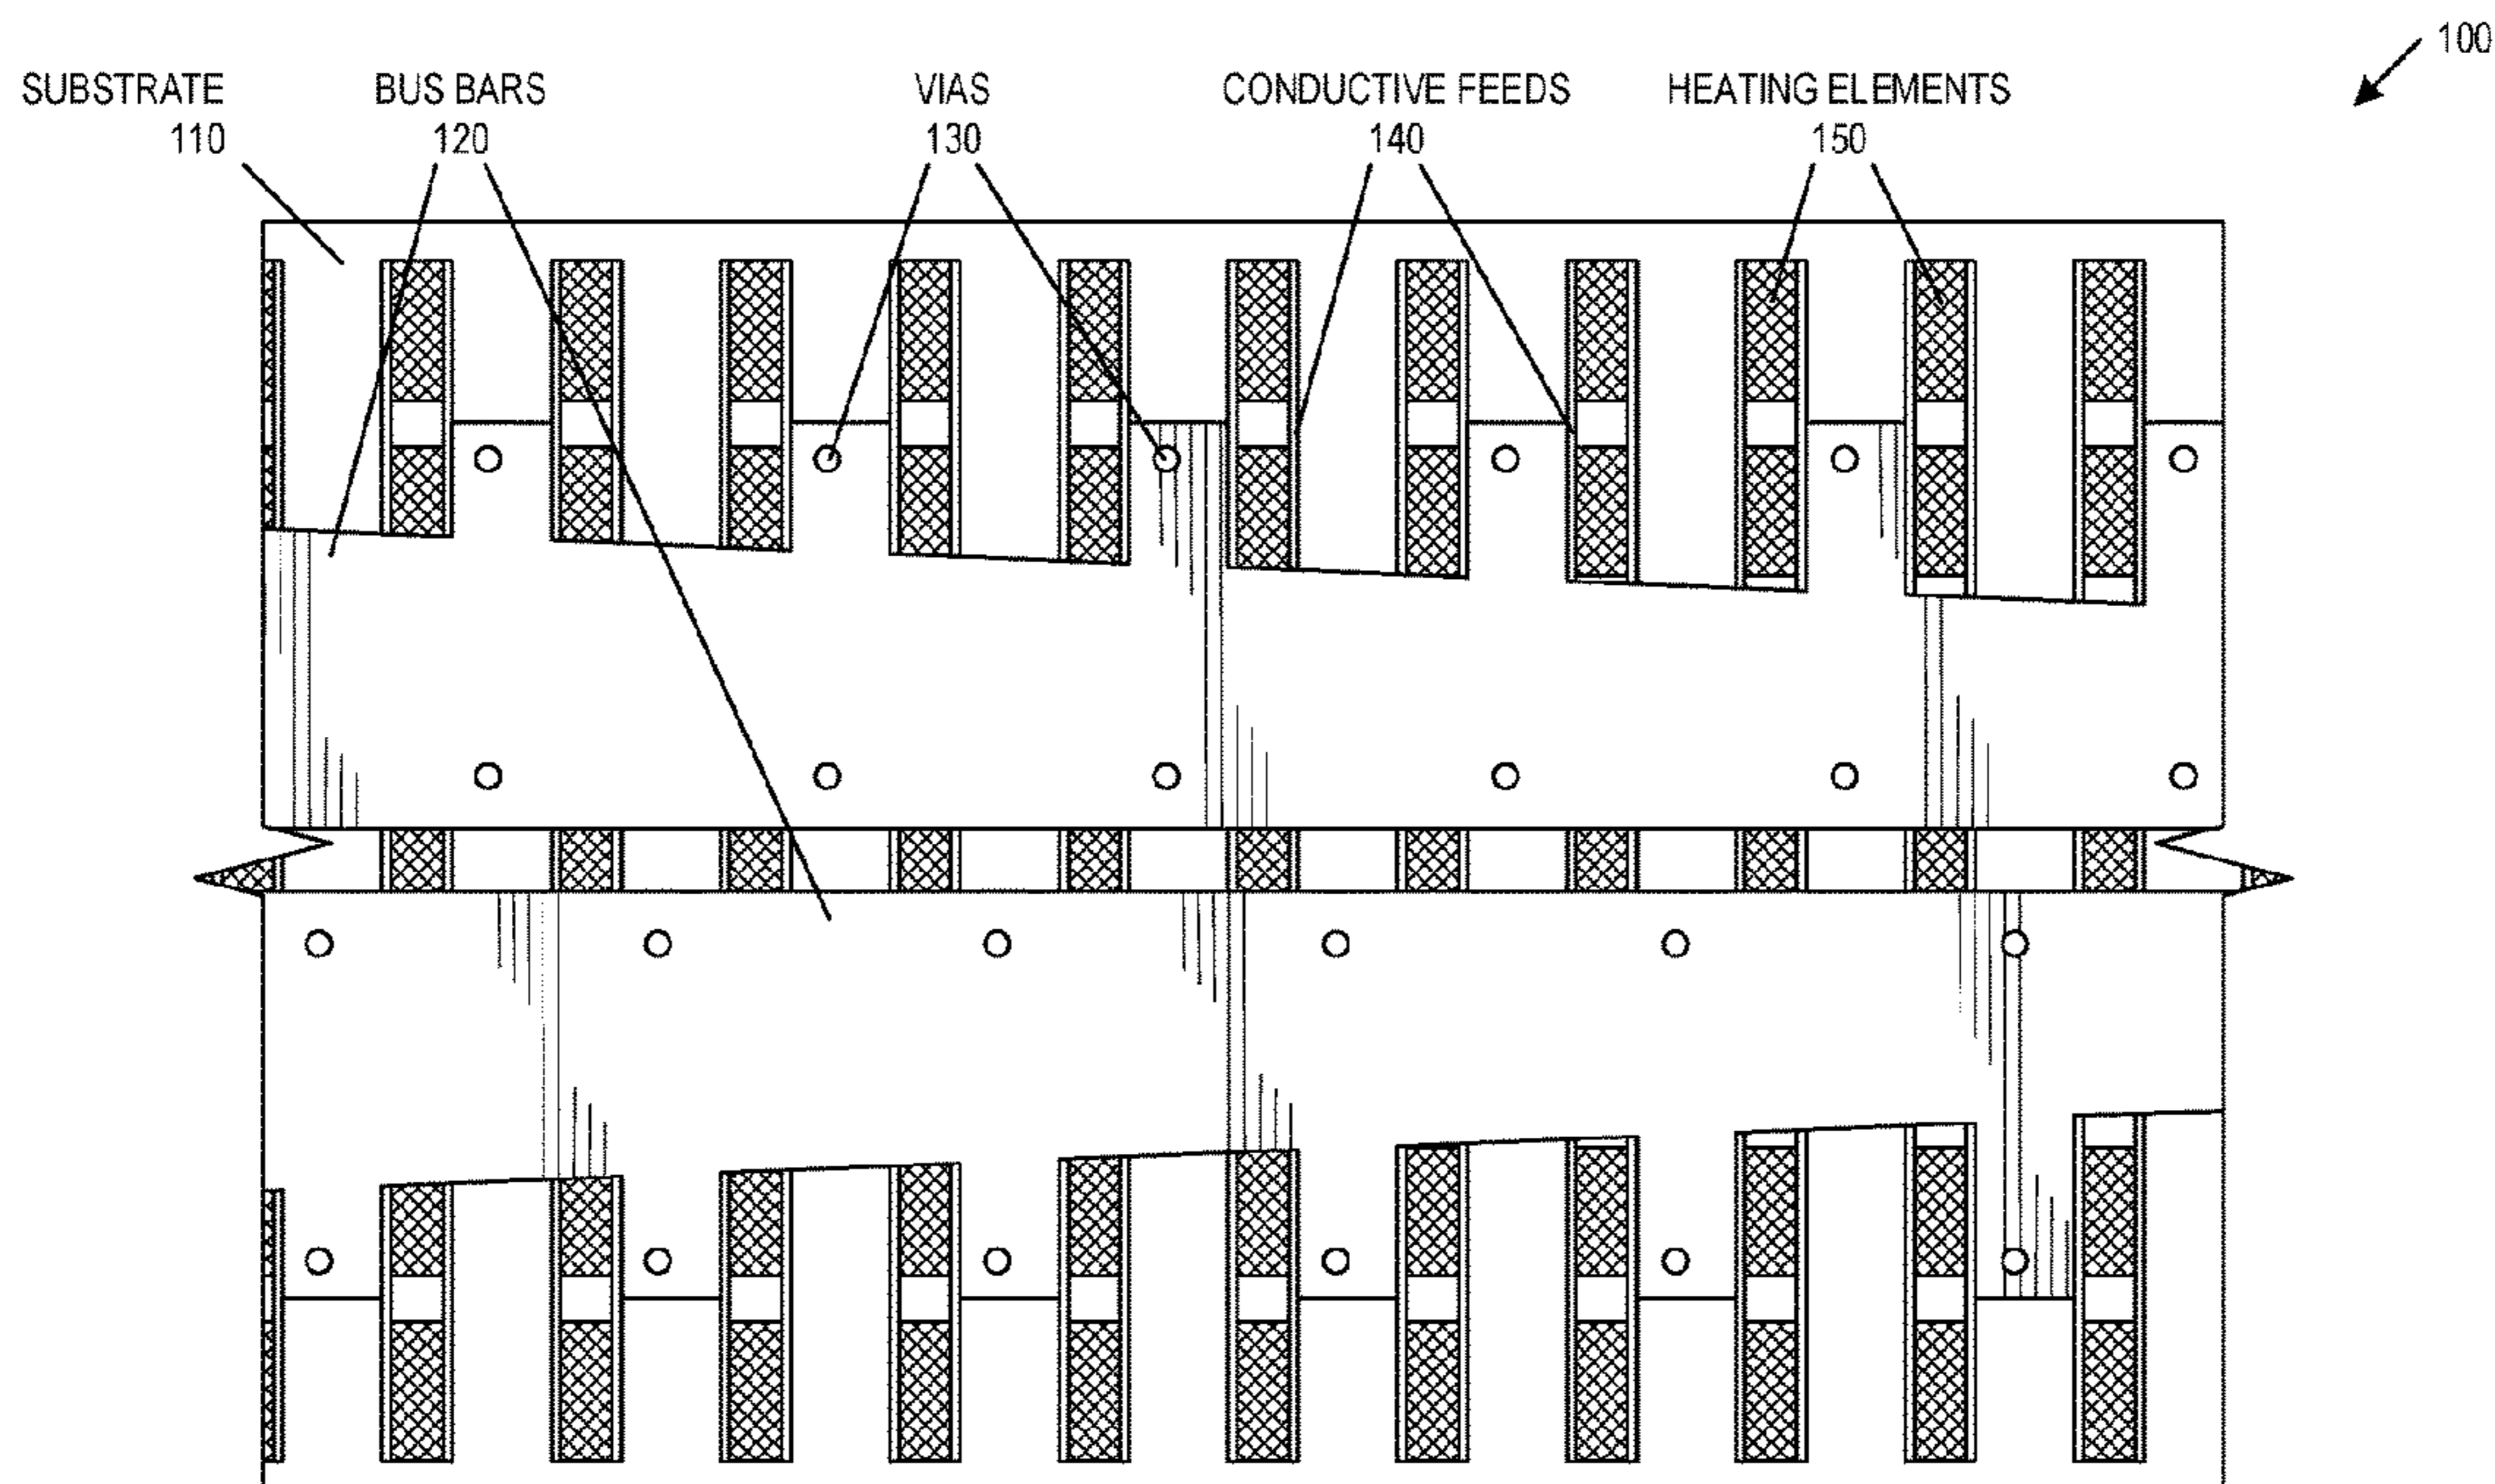 100
SUBSTRATE BUS BARS VIAS CONDUCTIVE FEEDS HEATING ELEMENTS
110 120 130 140 150